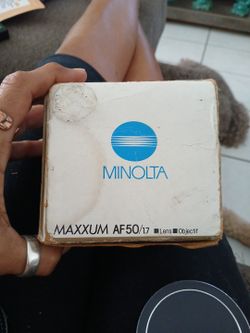 MINOLTA
MAXXUM AF50/1.7 ■Lens ■Objectif